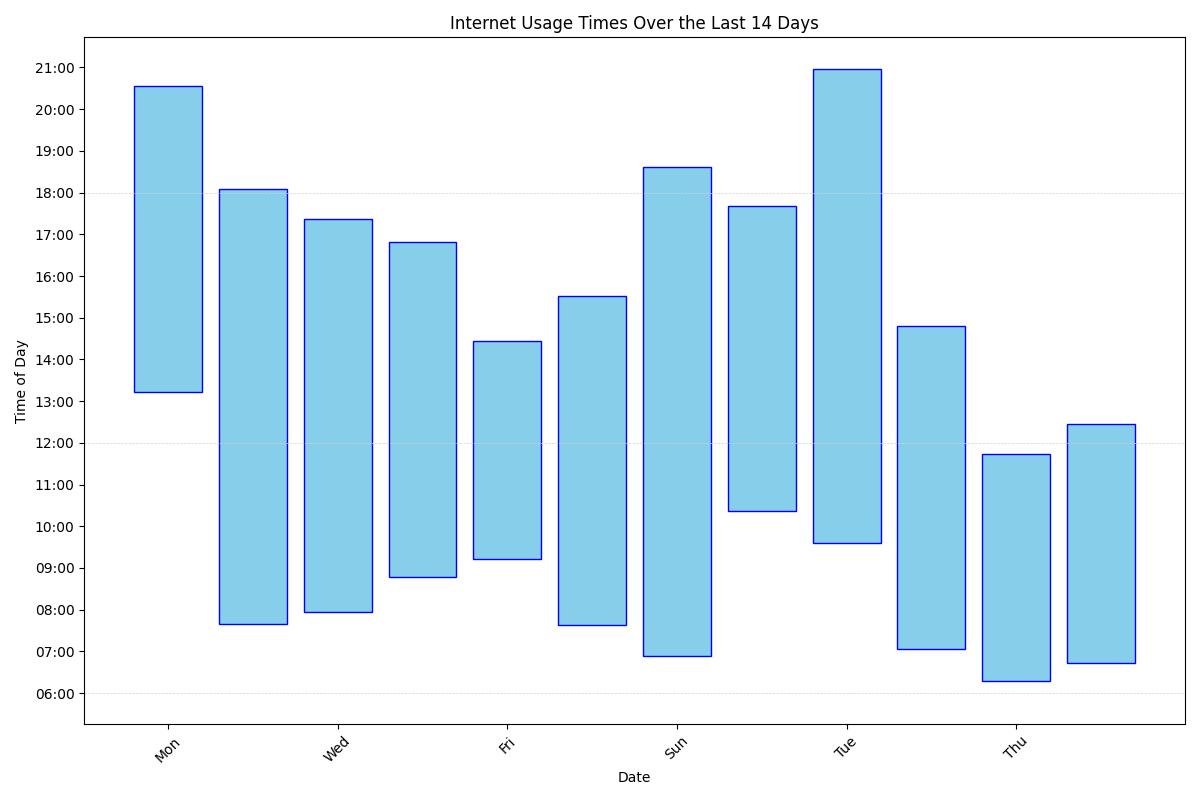 Internet Usage Times Over the Last 14 Days
21:00
20:00
19:00
18:00
17:00
16:00
15:00
14:00
13:00
12:00
11:00
10:00
09:00
08:00
07:00
06:00
Time of Day
Mon
Wed
Fri
Sun
Tue
Thu
Date